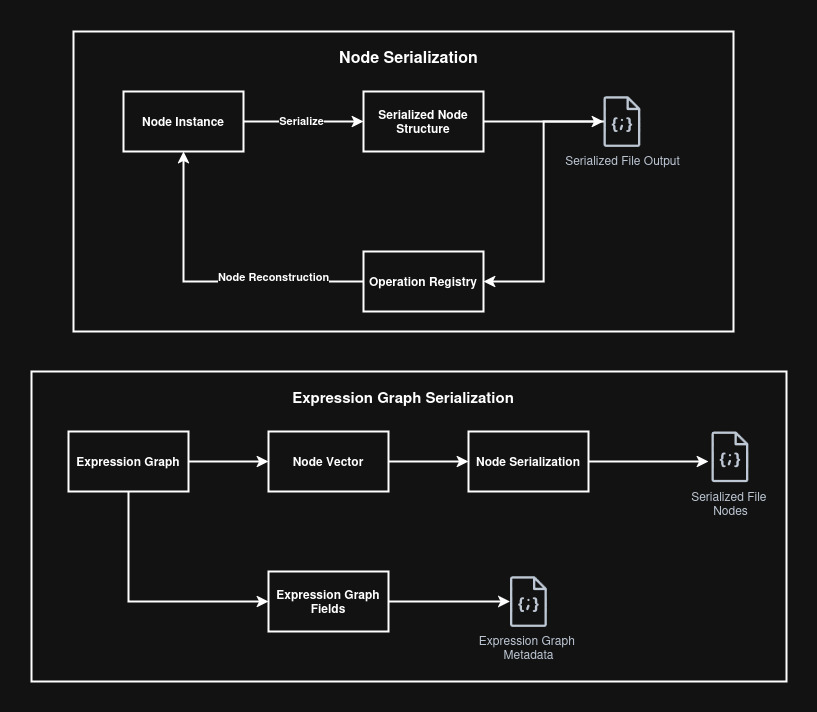 Node Serialization
Node Instance
Serialize
Serialized Node
Structure
{;}
Serialized File Output
Node Reconstruction
Operation Registry
Expression Graph Serialization
Expression Graph
Node Vector
Node Serialization
{;}
Serialized File
Nodes
Expression Graph
Fields
{;}
Expression Graph
Metadata